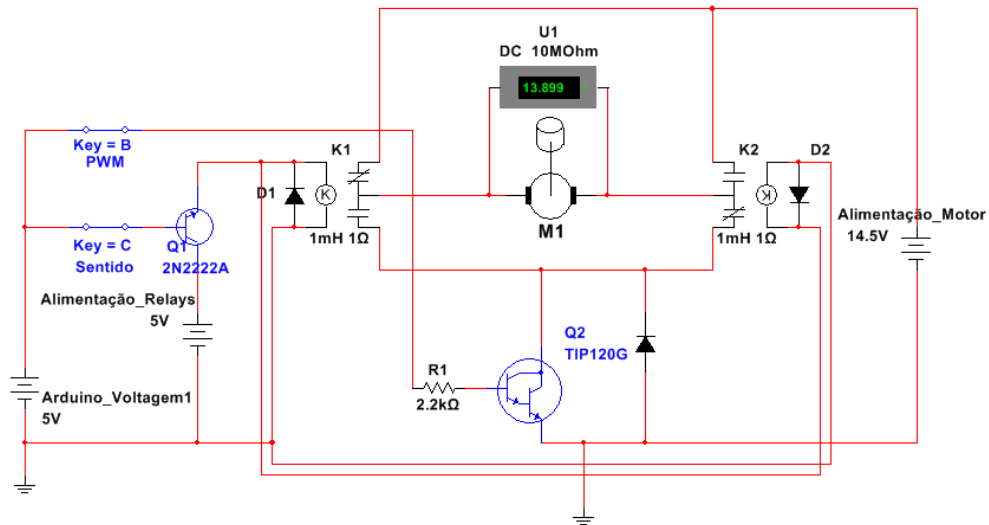 U1
DC 10MOhm
13.899
Key = B
PWM
K1
D1
K
1mH 1Ω
M1
K2
D2
K
1mH 1Ω
Alimentação_Motor
14.5V
Key = C
Sentido
Q1
2N2222A
Alimentação_Relays
5V
Arduino_Voltagem1
5V
R1
2.2kΩ
Q2
TIP120G